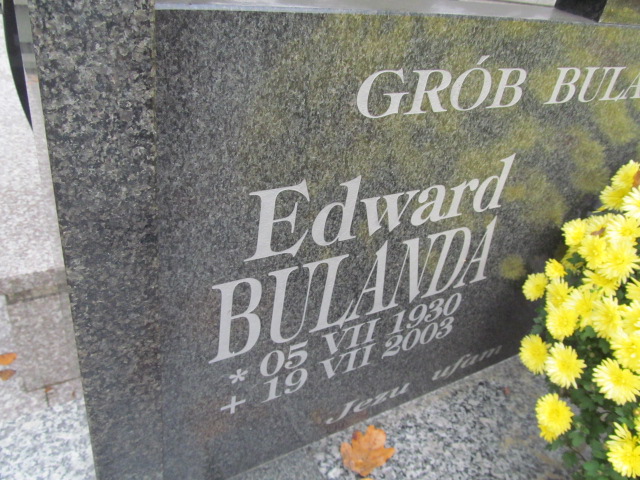 GRÓB BULA
Edward
BULANDA
* 05 VII 1930
+ 19 VII 2003
Jezu ufam